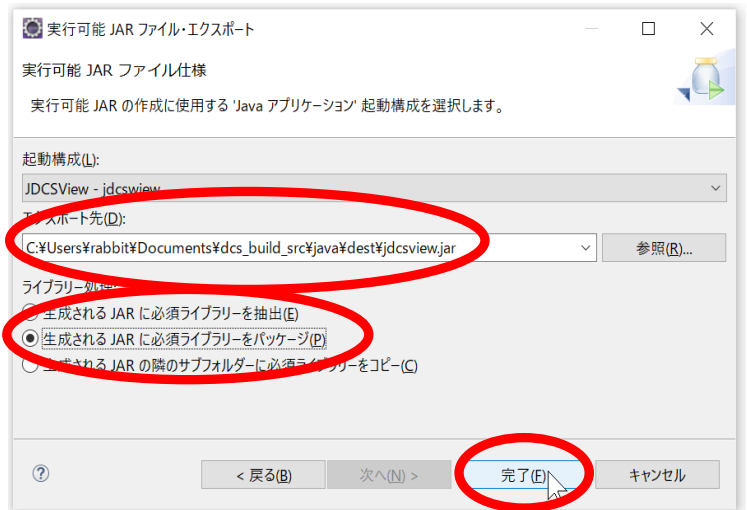 実行可能 JAR ファイル・エクスポート
実行可能 JAR ファイル仕様
実行可能 JAR の作成に使用する 'Java アプリケーション' 起動構成を選択します。
起動構成(L):
JDCSView - jdcswiew
エクスポート先(D):
C:¥Users¥rabbit¥Documents¥dcs_build_src¥java¥dest¥jdcsview.jar
参照(R)...
ライブラリー処理:
生成される JAR に必須ライブラリーを抽出(E)
生成される JAR に必須ライブラリーをパッケージ(P)
生成される JAR の隣のサブフォルダーに必須ライブラリーをコピー(C)
?
< 戻る(B) 次へ(N) > 完了(F) キャンセル